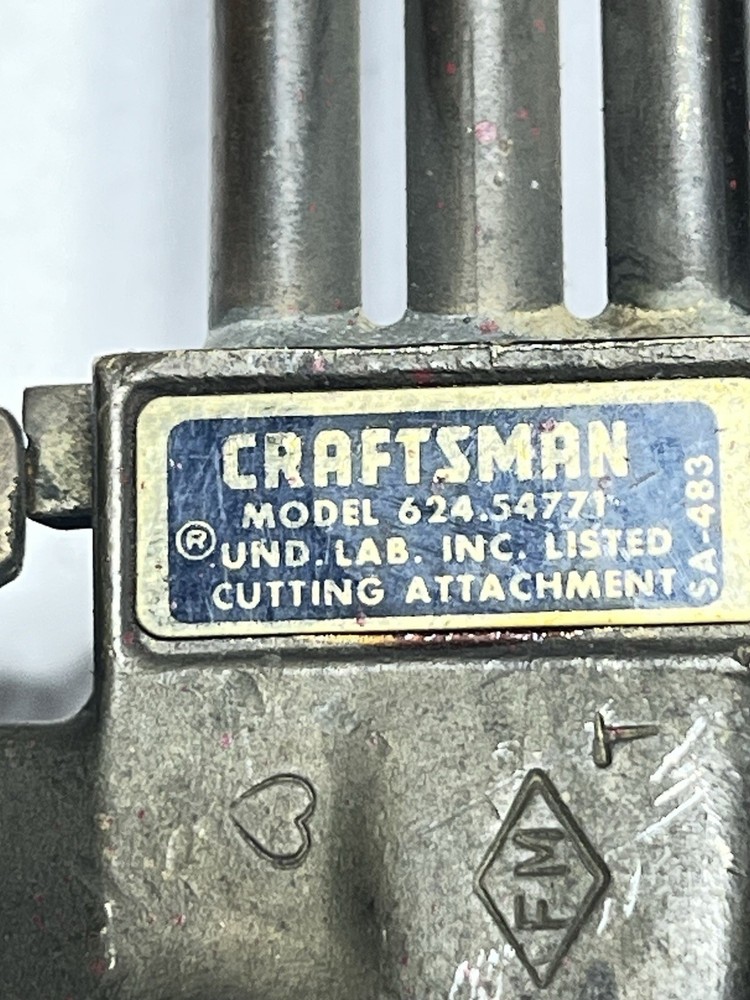 CRAFTSMAN
MODEL 624.54771
® UND. LAB. INC. LISTED
CUTTING ATTACHMENT
SA-483
T
FM